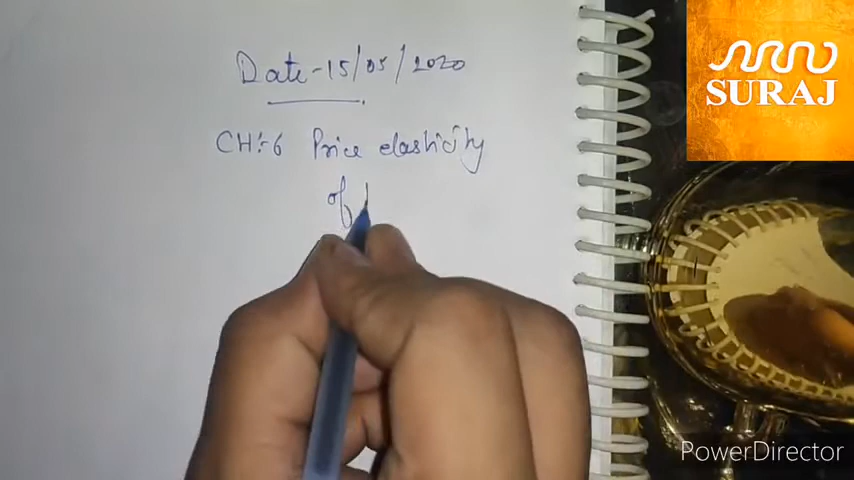 Date-15/05/2020
CH:-6 Price elasticity
of
SURAJ
PowerDirector